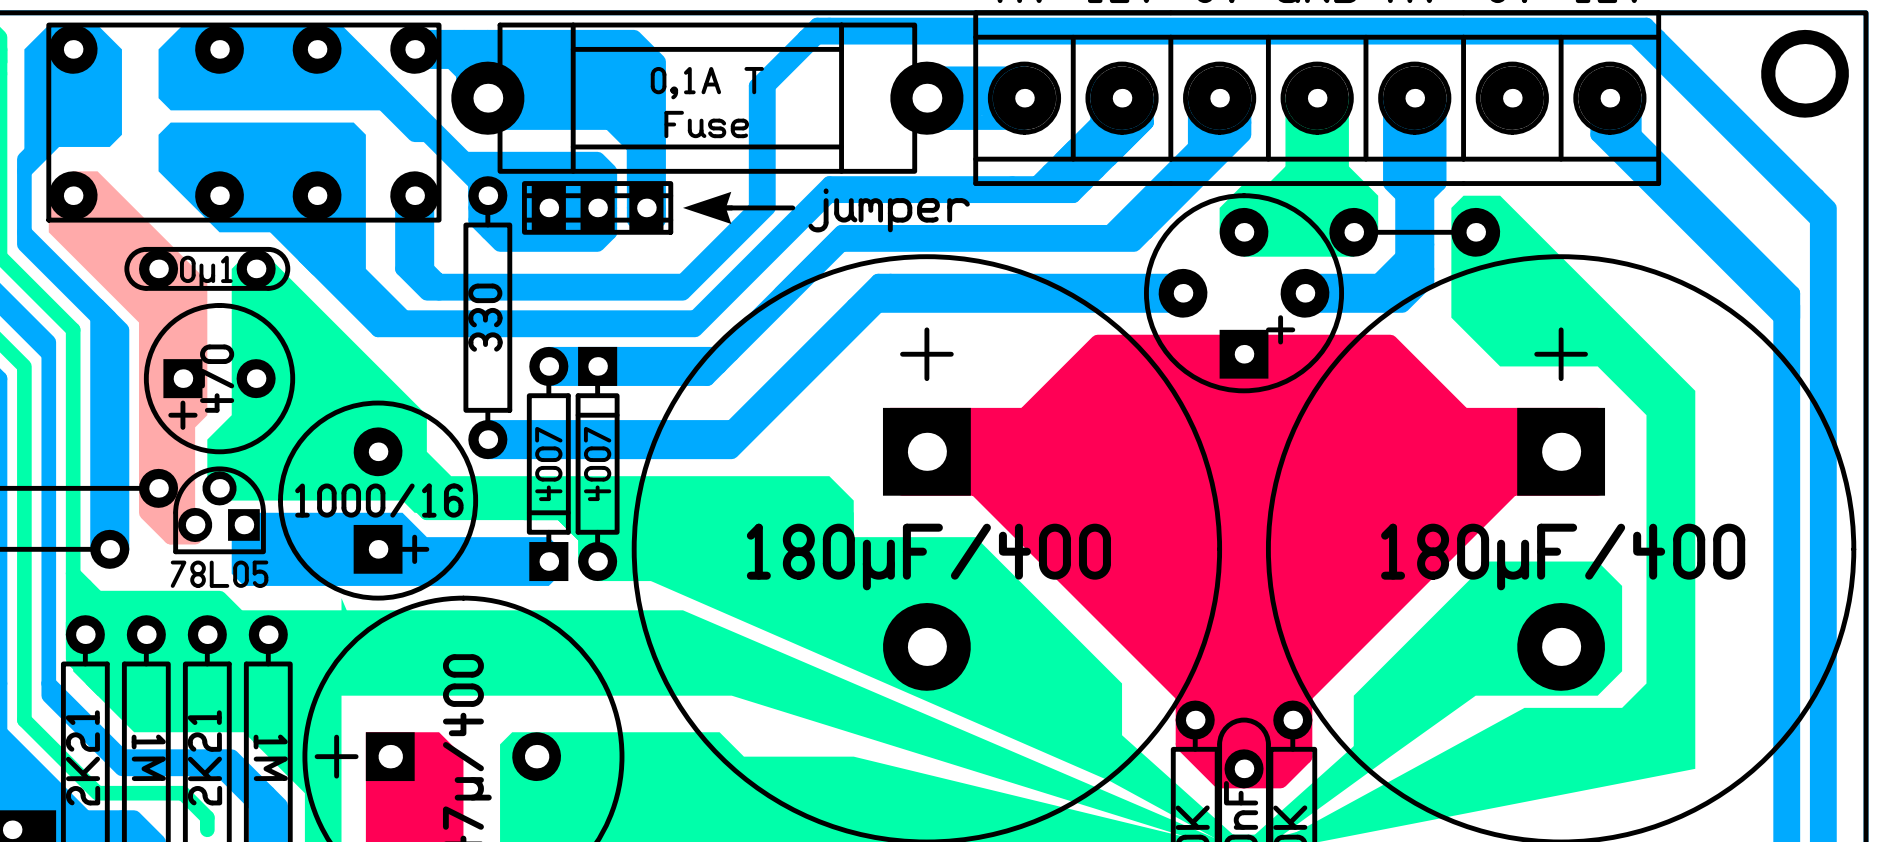 0,1A T
Fuse
jumper
0µ1
330
470
+
+
+
+
1000/16
+
4007
4007
180µF/400
180µF/400
78L05
2K21
1M
2K21
1M
+